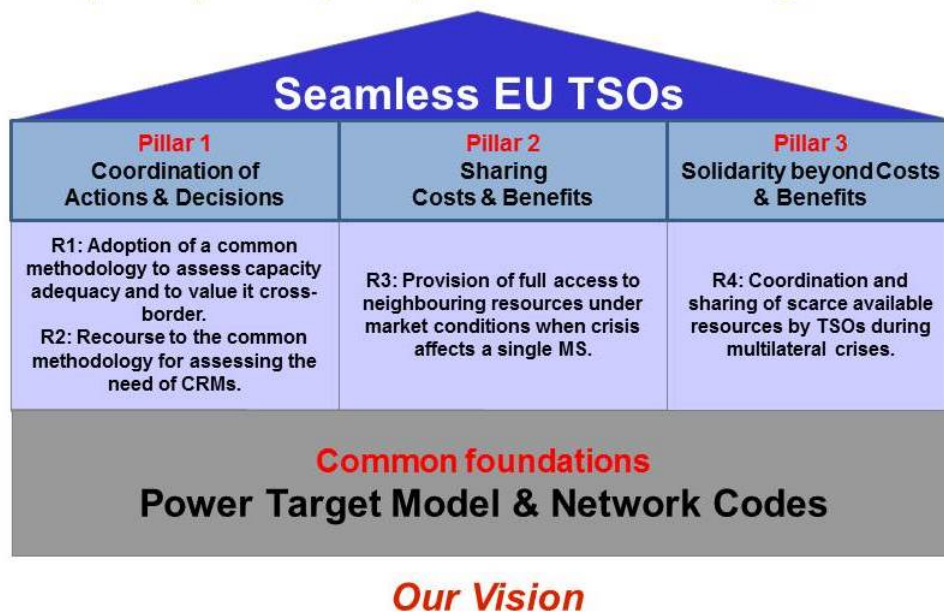 Seamless EU TSOs
Pillar 1
Coordination of
Actions & Decisions
Pillar 2
Sharing
Costs & Benefits
Pillar 3
Solidarity beyond Costs
& Benefits
R1: Adoption of a common
methodology to assess capacity
adequacy and to value it cross-
border.
R2: Recourse to the common
methodology for assessing the
need of CRMs.
R3: Provision of full access to
neighbouring resources under
market conditions when crisis
affects a single MS.
R4: Coordination and
sharing of scarce available
resources by TSOs during
multilateral crises.
Common foundations
Power Target Model & Network Codes
Our Vision